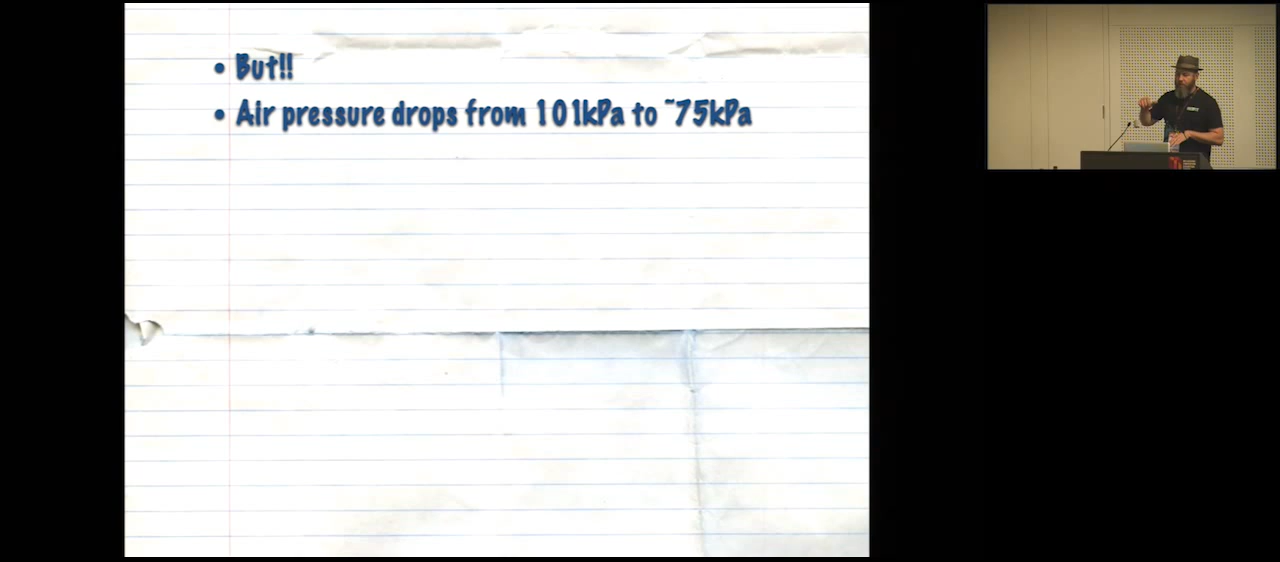 • But!!
• Air pressure drops from 101kPa to ~75kPa